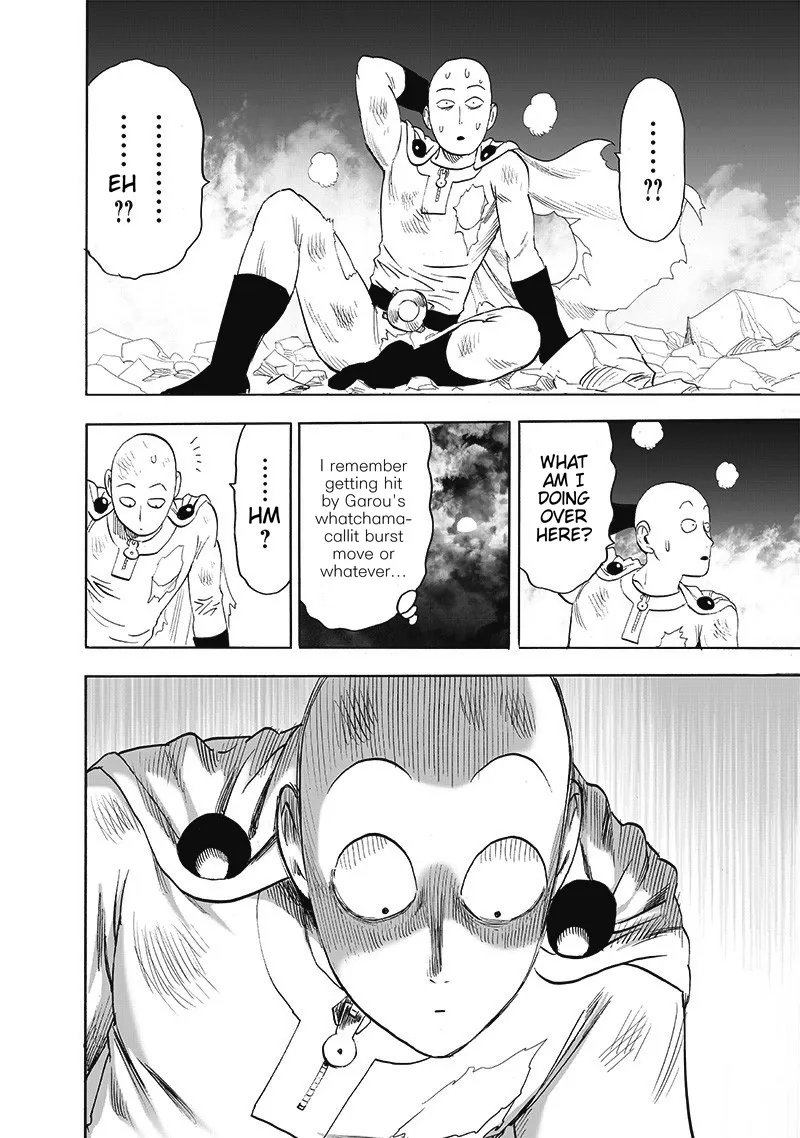 ......
??
.........
......
EH
??
WHAT
AM I
DOING
OVER
HERE?
I remember
getting hit
by Garou's
whatchama-
callit burst
move or
whatever...
......
HM
?